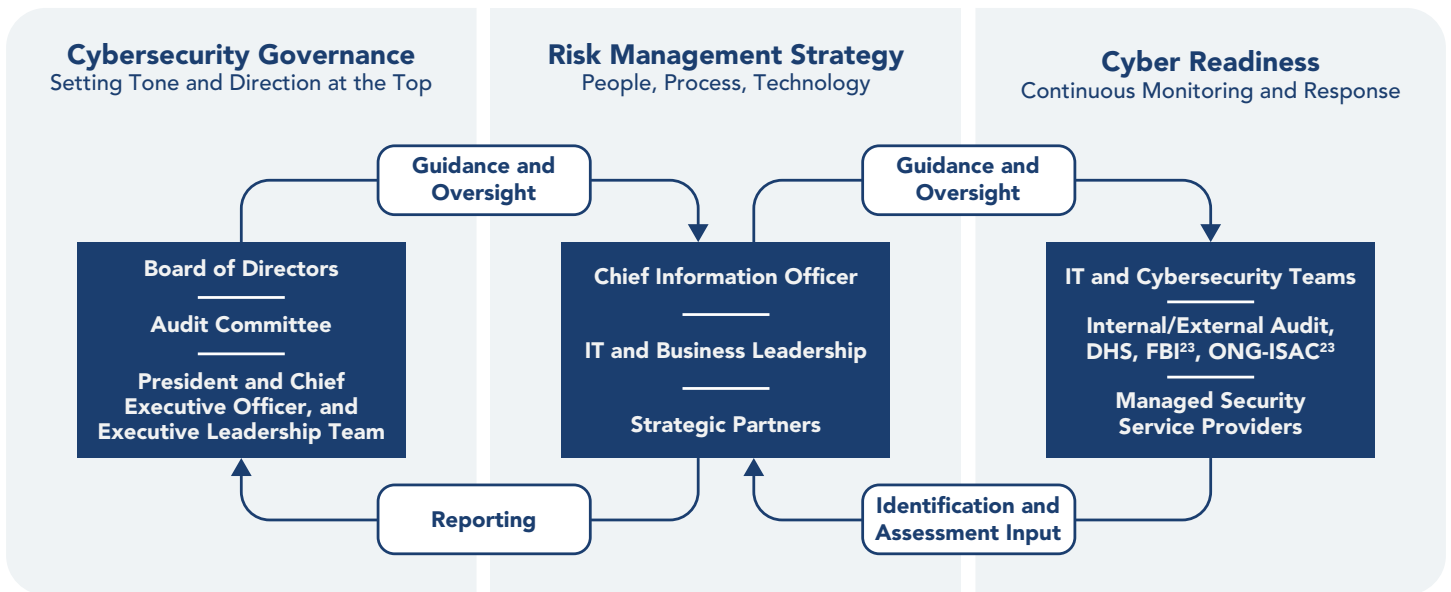 Cybersecurity Governance
Setting Tone and Direction at the Top
Risk Management Strategy
People, Process, Technology
Cyber Readiness
Continuous Monitoring and Response
Guidance and
Oversight
Guidance and
Oversight
Board of Directors
Audit Committee
President and Chief
Executive Officer, and
Executive Leadership Team
Chief Information Officer
IT and Business Leadership
Strategic Partners
IT and Cybersecurity Teams
Internal/External Audit,
DHS, FBI²³, ONG-ISAC²³
Managed Security
Service Providers
Reporting
Identification and
Assessment Input